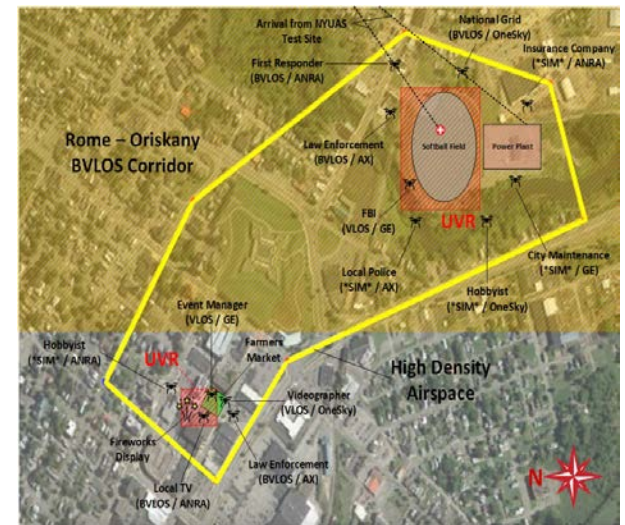 Arrival from NYUAS
Test Site
National Grid
(BVLOS / OneSky)
Insurance Company
(*SIM* / ANRA)
First Responder
(BVLOS / ANRA)
Rome – Oriskany
BVLOS Corridor
Law Enforcement
(BVLOS / AX)
Softball Field
Power Plant
FBI
(VLOS / GE)
UVR
Local Police
(*SIM* / AX)
Hobbyist
(*SIM* / OneSky)
City Maintenance
(*SIM* / GE)
Event Manager
(VLOS / GE)
Hobbyist
(*SIM* / ANRA)
UVR
Farmers
Market
High Density
Airspace
Videographer
(VLOS / OneSky)
Fireworks
Display
Law Enforcement
(BVLOS / AX)
Local TV
(BVLOS / ANRA)
N